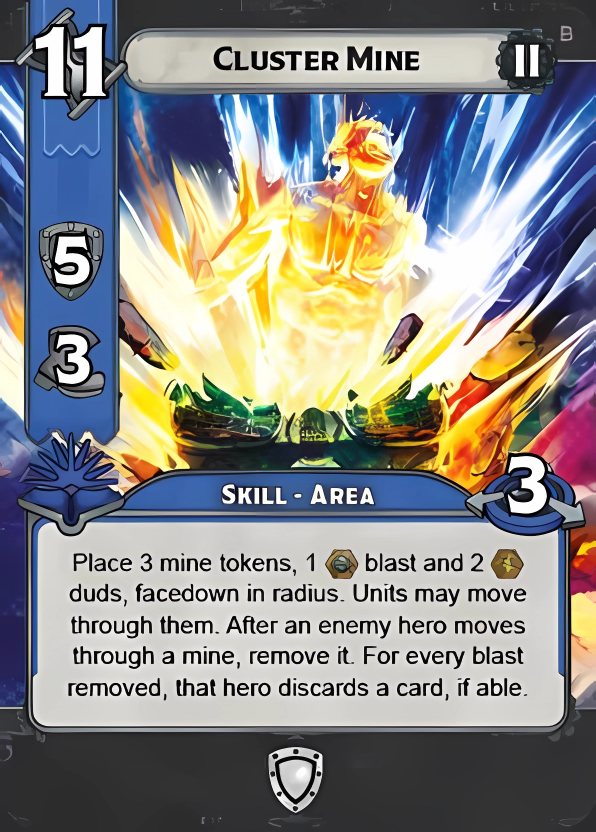 11
CLUSTER MINE
II
B
5
3
SKILL - AREA
3
Place 3 mine tokens, 1 blast and 2
duds, facedown in radius. Units may move
through them. After an enemy hero moves
through a mine, remove it. For every blast
removed, that hero discards a card, if able.